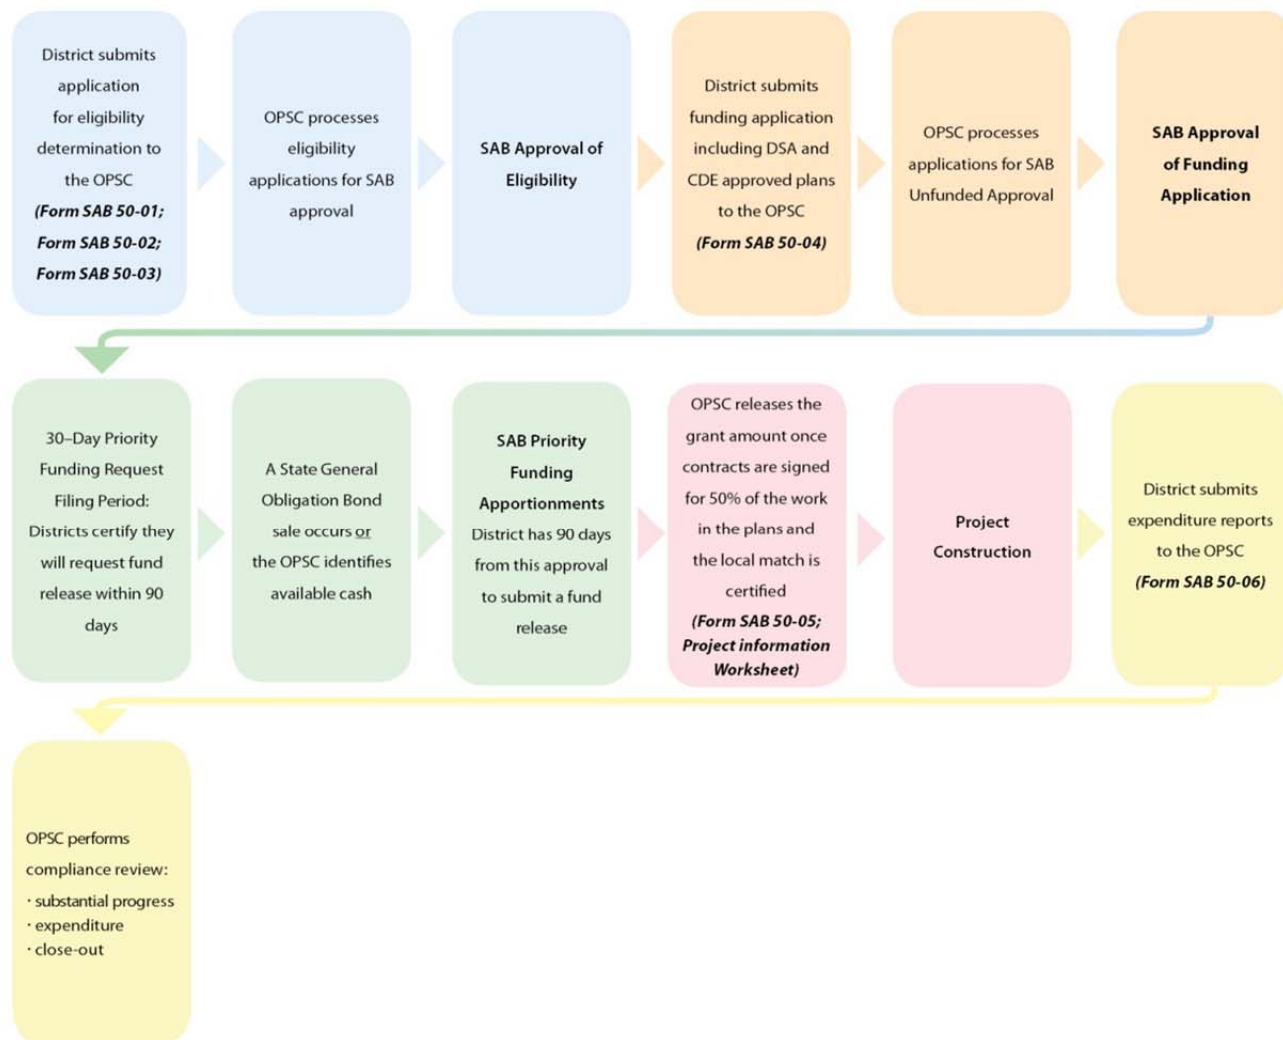 District submits
application
for eligibility
determination to
the OPSC
(Form SAB 50-01;
Form SAB 50-02;
Form SAB 50-03)
OPSC processes
eligibility
applications for SAB
approval
SAB Approval of
Eligibility
District submits
funding application
including DSA and
CDE approved plans
to the OPSC
(Form SAB 50-04)
OPSC processes
applications for SAB
Unfunded Approval
SAB Approval
of Funding
Application
30–Day Priority
Funding Request
Filing Period:
Districts certify they
will request fund
release within 90
days
A State General
Obligation Bond
sale occurs or
the OPSC identifies
available cash
SAB Priority
Funding
Apportionments
District has 90 days
from this approval
to submit a fund
release
OPSC releases the
grant amount once
contracts are signed
for 50% of the work
in the plans and
the local match is
certified
(Form SAB 50-05;
Project information
Worksheet)
Project
Construction
District submits
expenditure reports
to the OPSC
(Form SAB 50-06)
OPSC performs
compliance review:
· substantial progress
· expenditure
· close-out